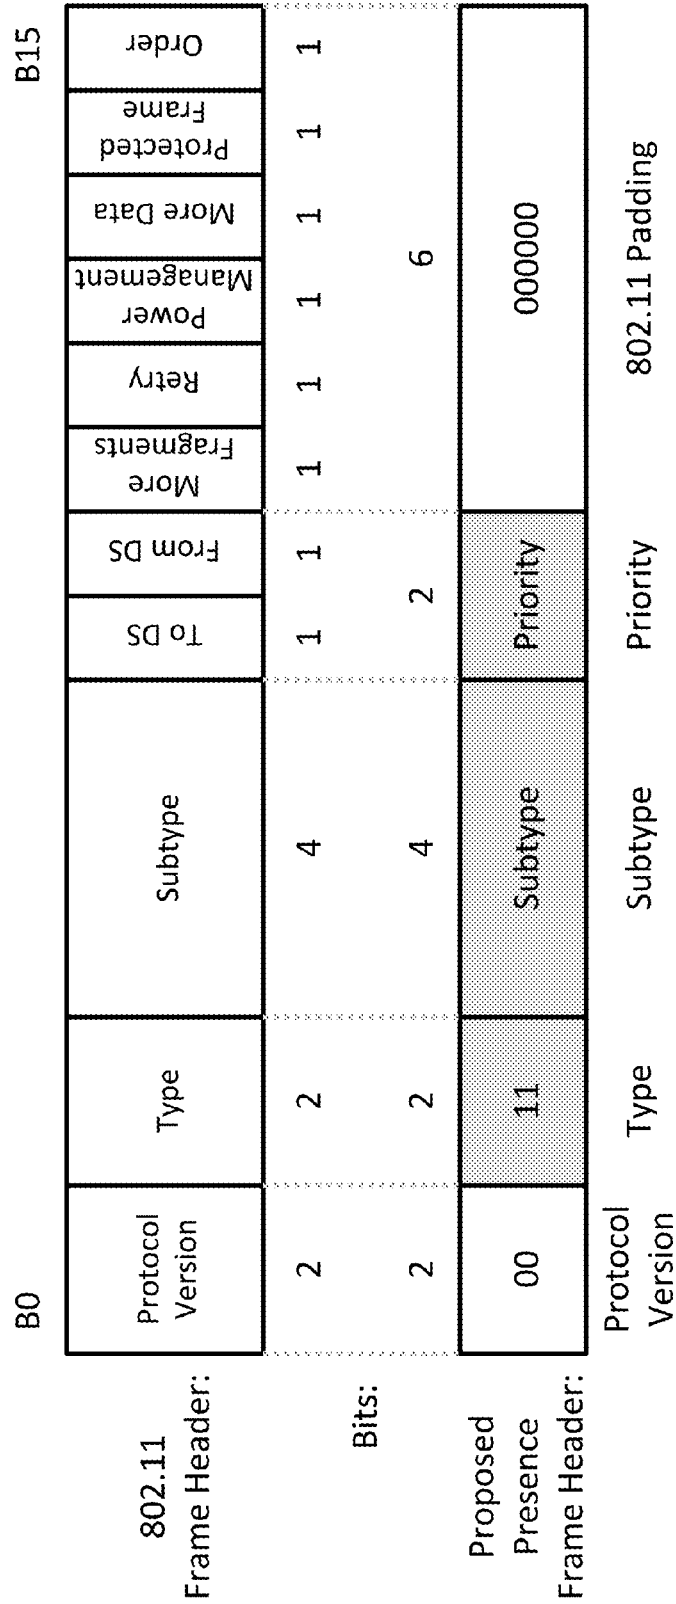 B0
B15
802.11
Frame Header:
Protocol
Version
Type
Subtype
To DS
From DS
More
Fragments
Retry
Power
Management
More Data
Protected
Frame
Order
Bits:
2
2
4
1
1
1
1
1
1
1
1
2
2
4
2
6
Proposed
Presence
Frame Header:
00
11
Subtype
Priority
000000
Protocol
Version
Type
Subtype
Priority
802.11 Padding